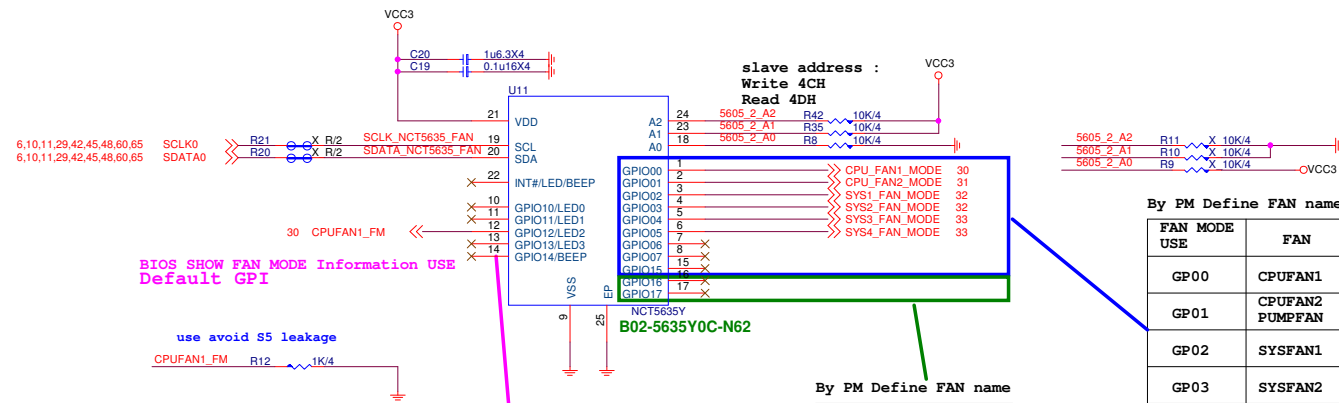 VCC3
C20 1u6.3X4
C19 0.1u16X4
slave address :
Write 4CH
Read 4DH
VCC3
U11
21 VDD
A2 24 5605_2_A2 R42 10K/4
A1 23 5605_2_A1 R35 10K/4
A0 18 5605_2_A0 R8 10K/4
6,10,11,29,42,45,48,60,65 SCLK0 R21 X R/2 SCLK_NCT5635_FAN 19 SCL
6,10,11,29,42,45,48,60,65 SDATA0 R20 X R/2 SDATA_NCT5635_FAN 20 SDA
5605_2_A2 R11 X 10K/4
5605_2_A1 R10 X 10K/4
5605_2_A0 R9 X 10K/4
VCC3
22 INT#/LED/BEEP
10 GPIO10/LED0
11 GPIO11/LED1
30 CPUFAN1_FM 12 GPIO12/LED2
13 GPIO13/LED3
14 GPIO14/BEEP
GPIO00 1 CPU_FAN1_MODE 30
GPIO01 2 CPU_FAN2_MODE 31
GPIO02 3 SYS1_FAN_MODE 32
GPIO03 4 SYS2_FAN_MODE 32
GPIO04 5 SYS3_FAN_MODE 33
GPIO05 6 SYS4_FAN_MODE 33
GPIO06 7
GPIO07 8
GPIO15 15
GPIO16 16
GPIO17 17
VSS 9
EP 25
NCT5635Y
B02-5635Y0C-N62
BIOS SHOW FAN MODE Information USE
Default GPI
use avoid S5 leakage
CPUFAN1_FM R12 1K/4
By PM Define FAN name
By PM Define FAN name
FAN MODE USE FAN
GP00 CPUFAN1
GP01 CPUFAN2 PUMPFAN
GP02 SYSFAN1
GP03 SYSFAN2